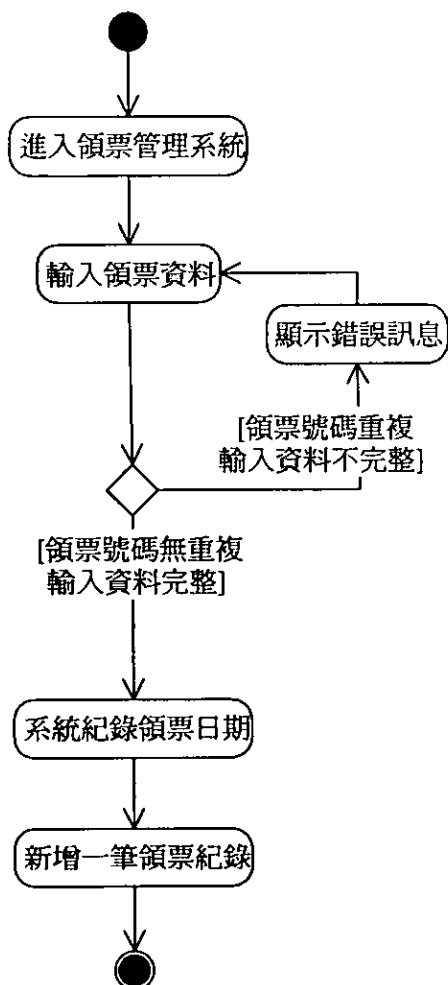 進入領票管理系統
輸入領票資料
顯示錯誤訊息
[領票號碼重複
輸入資料不完整]
[領票號碼無重複
輸入資料完整]
系統紀錄領票日期
新增一筆領票紀錄